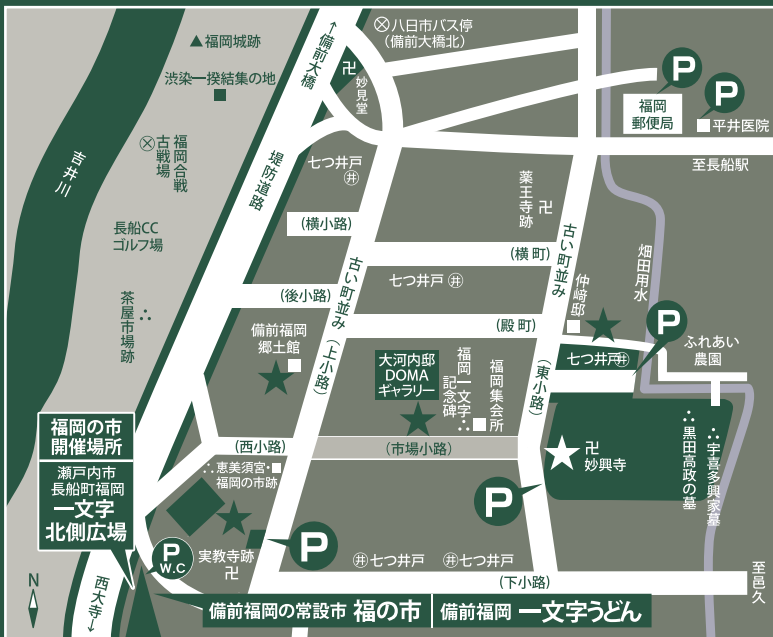 八日市バス停
(備前大橋北)
↑備前大橋
▲福岡城跡
渋染一揆結集の地
卍
妙見堂
P
P
福岡
郵便局
平井医院
至長船駅
吉井川
福岡合戦
古戦場
堤防道路
七つ井戸
井
薬王寺跡
卍
長船CC
ゴルフ場
(横小路)
古い町並み
(上小路)
古い町並み
(東小路)
(横町)
畑田用水
七つ井戸 井
仲﨑邸
茶屋市場跡
(後小路)
(殿町)
P
ふれあい
農園
備前福岡
郷土館
大河内邸
DOMA
ギャラリー
福岡一文字
記念碑
福岡集会所
七つ井戸 井
福岡の市
開催場所
瀬戸内市
長船町福岡
一文字
北側広場
(西小路)
(市場小路)
卍
妙興寺
黒田高政の墓
宇喜多興家墓
恵美須宮・
福岡の市跡
P
実教寺跡
卍
P
P
W.C
井七つ井戸
井七つ井戸
(下小路)
至邑久
N
西大寺→
備前福岡の常設市 福の市
備前福岡 一文字うどん